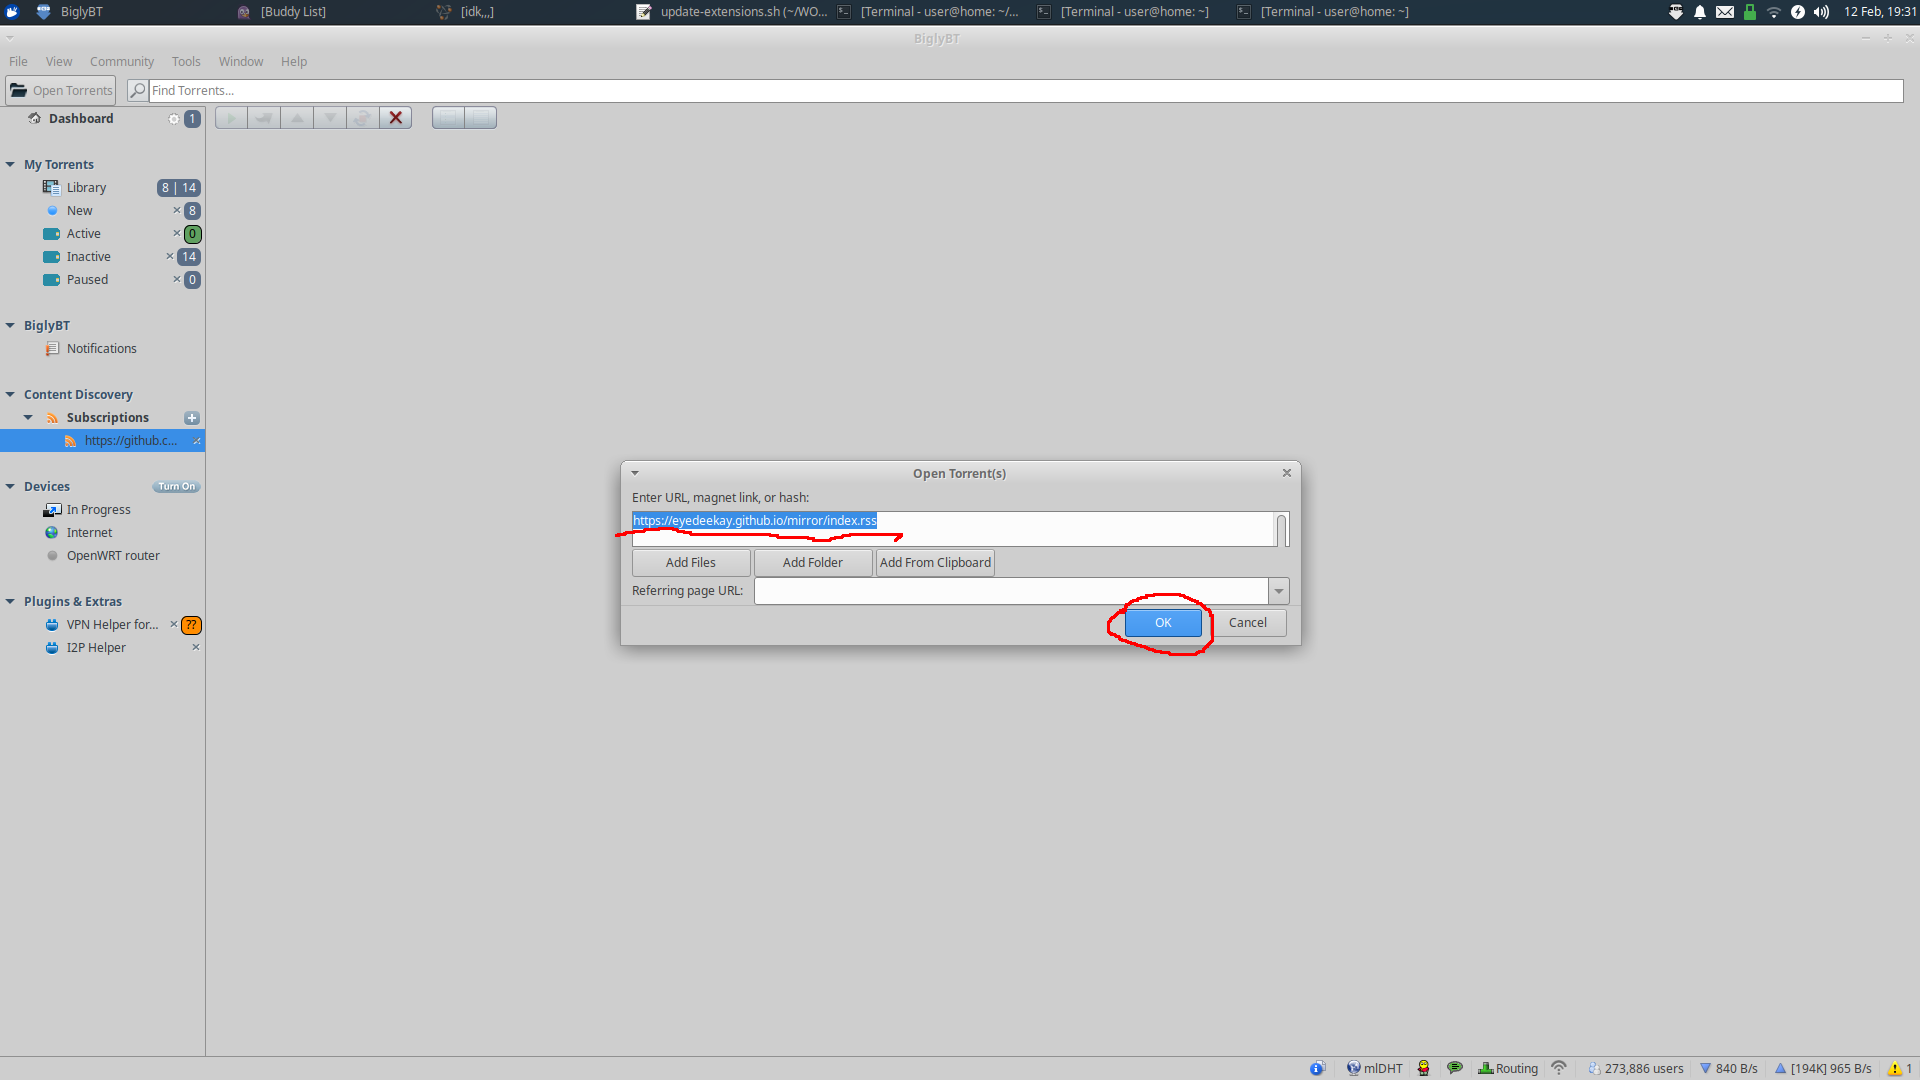 BiglyBT
[Buddy List]
[idk,,,]
update-extensions.sh (~/WO...
[Terminal - user@home: ~/...
[Terminal - user@home: ~]
[Terminal - user@home: ~]
12 Feb, 19:31
BiglyBT
File View Community Tools Window Help
Open Torrents
Find Torrents...
Dashboard 1
My Torrents
Library 8 | 14
New 8
Active 0
Inactive 14
Paused 0
BiglyBT
Notifications
Content Discovery
Subscriptions
https://github.c...
Devices Turn On
In Progress
Internet
OpenWRT router
Plugins & Extras
VPN Helper for... ??
I2P Helper
Open Torrent(s)
Enter URL, magnet link, or hash:
https://eyedeekay.github.io/mirror/index.rss
Add Files Add Folder Add From Clipboard
Referring page URL:
OK Cancel
mlDHT Routing 273,886 users 840 B/s [194K] 965 B/s 1